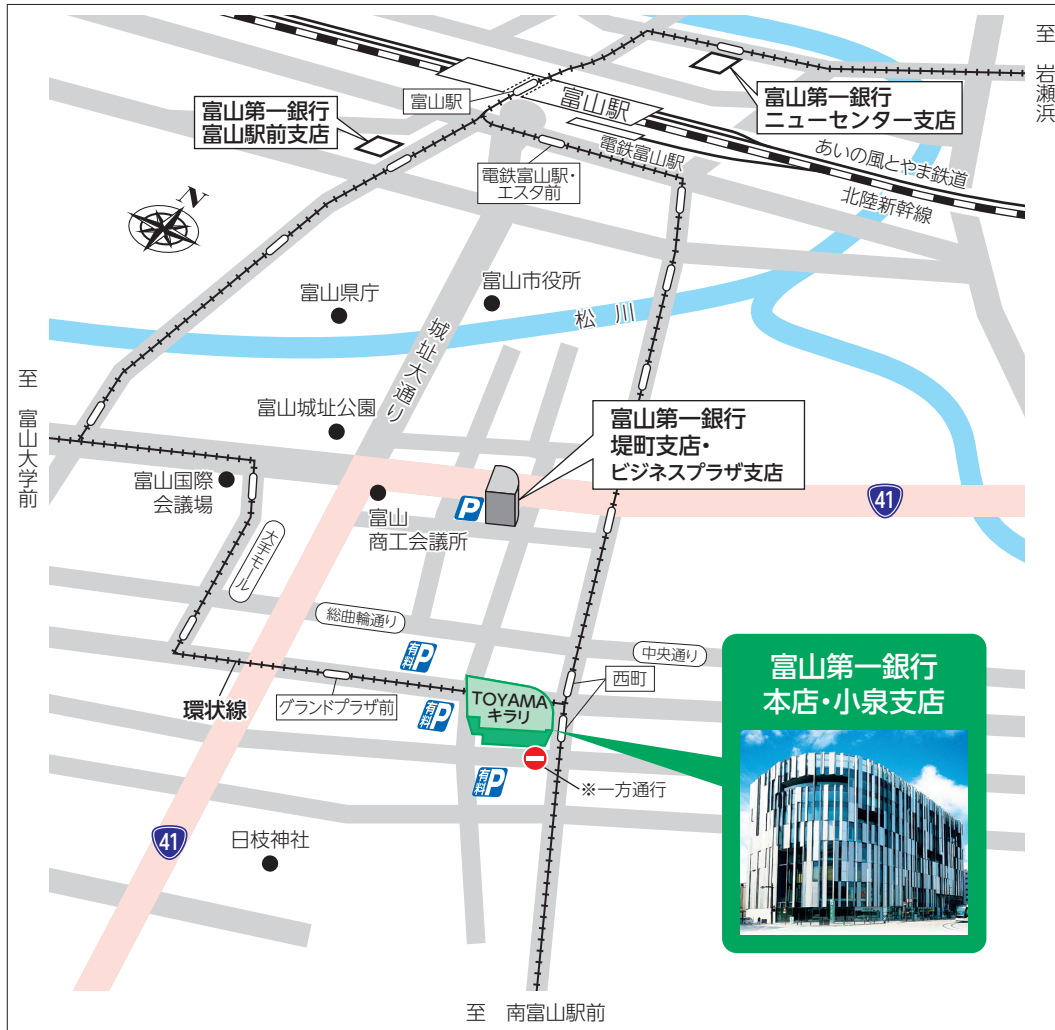 至 岩瀬浜
富山駅
富山第一銀行
富山駅前支店
富山駅
富山第一銀行
ニューセンター支店
電鉄富山駅
電鉄富山駅・
エスタ前
あいの風とやま鉄道
北陸新幹線
N
富山県庁
富山市役所
松川
城址大通り
至 富山大学前
富山城址公園
富山第一銀行
堤町支店・
ビジネスプラザ支店
富山国際
会議場
P
富山
商工会議所
41
大手モール
総曲輪通り
中央通り
有料P
西町
TOYAMA
キラリ
環状線
グランドプラザ前
有料P
富山第一銀行
本店・小泉支店
有料P
※一方通行
41
日枝神社
至 南富山駅前